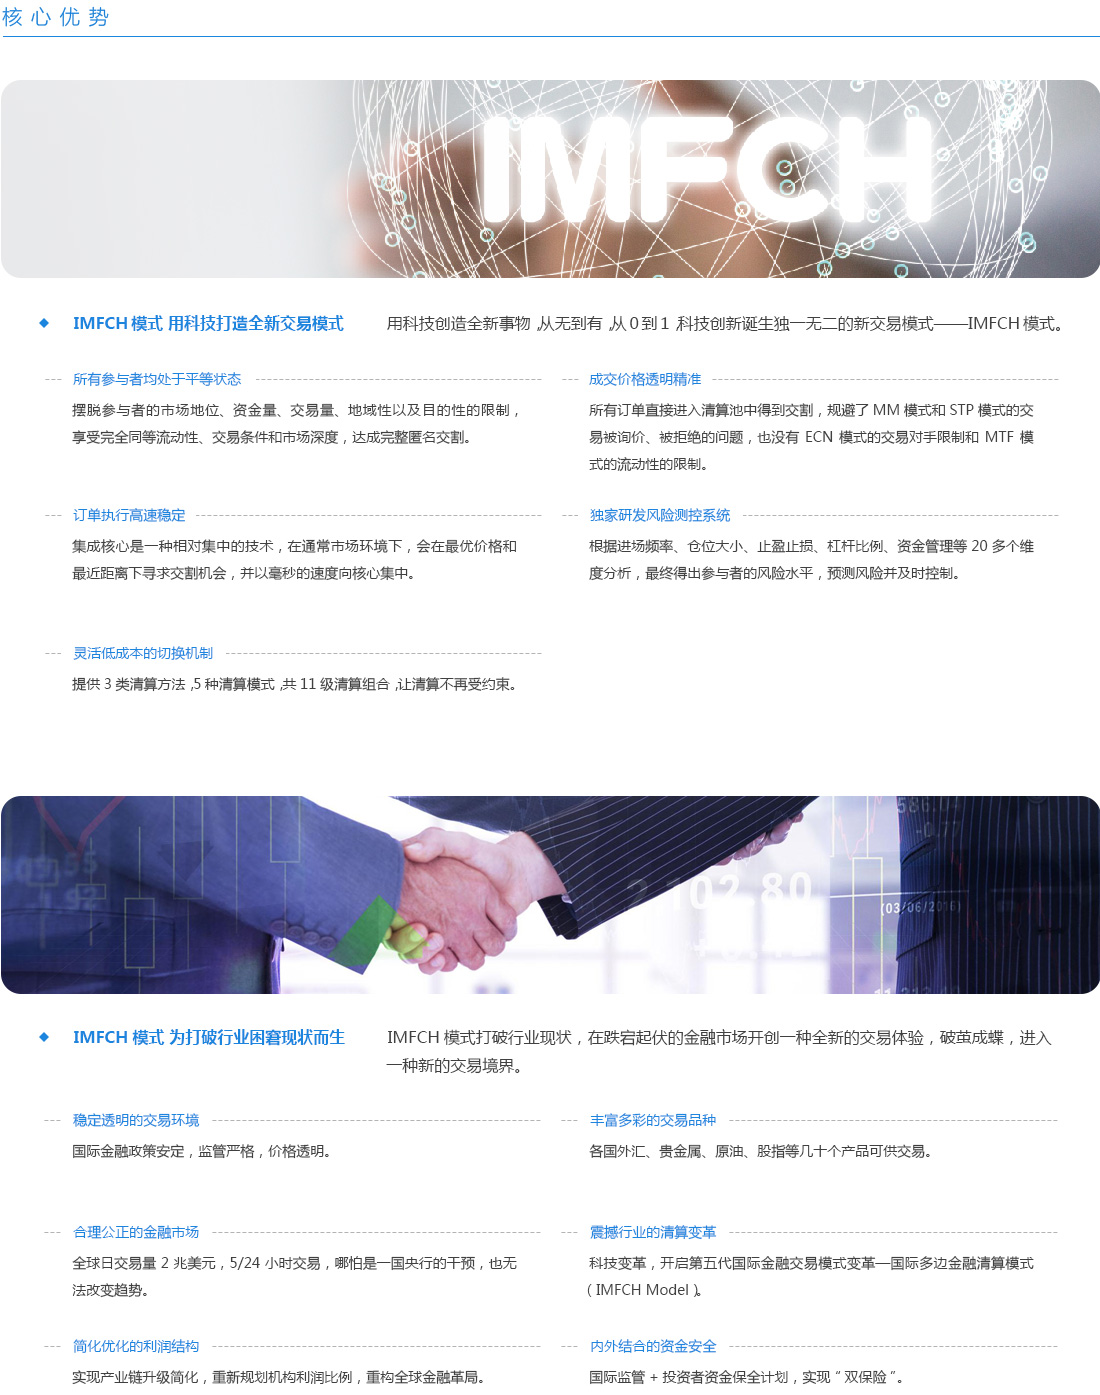 核心优势
IMFCH
IMFCH 模式 用科技打造全新交易模式
用科技创造全新事物 ,从无到有 ,从 0 到 1 ,科技创新诞生独一无二的新交易模式——IMFCH 模式。
所有参与者均处于平等状态
摆脱参与者的市场地位、资金量、交易量、地域性以及目的性的限制，
享受完全同等流动性、交易条件和市场深度，达成完整匿名交割。
成交价格透明精准
所有订单直接进入清算池中得到交割，规避了 MM 模式和 STP 模式的交
易被询价、被拒绝的问题，也没有 ECN 模式的交易对手限制和 MTF 模
式的流动性的限制。
订单执行高速稳定
集成核心是一种相对集中的技术，在通常市场环境下，会在最优价格和
最近距离下寻求交割机会，并以毫秒的速度向核心集中。
独家研发风险测控系统
根据进场频率、仓位大小、止盈止损、杠杆比例、资金管理等 20 多个维
度分析，最终得出参与者的风险水平，预测风险并及时控制。
灵活低成本的切换机制
提供 3 类清算方法 ,5 种清算模式 ,共 11 级清算组合 ,让清算不再受约束。
2,102.80
(03/06/2016)
-0.77
IMFCH 模式 为打破行业困窘现状而生
IMFCH 模式打破行业现状，在跌宕起伏的金融市场开创一种全新的交易体验，破茧成蝶，进入
一种新的交易境界。
稳定透明的交易环境
国际金融政策安定，监管严格，价格透明。
丰富多彩的交易品种
各国外汇、贵金属、原油、股指等几十个产品可供交易。
合理公正的金融市场
全球日交易量 2 兆美元，5/24 小时交易，哪怕是一国央行的干预，也无
法改变趋势。
震撼行业的清算变革
科技变革，开启第五代国际金融交易模式变革—国际多边金融清算模式
( IMFCH Model )。
简化优化的利润结构
实现产业链升级简化，重新规划机构利润比例，重构全球金融革局。
内外结合的资金安全
国际监管 + 投资者资金保全计划，实现 “ 双保险 ”。